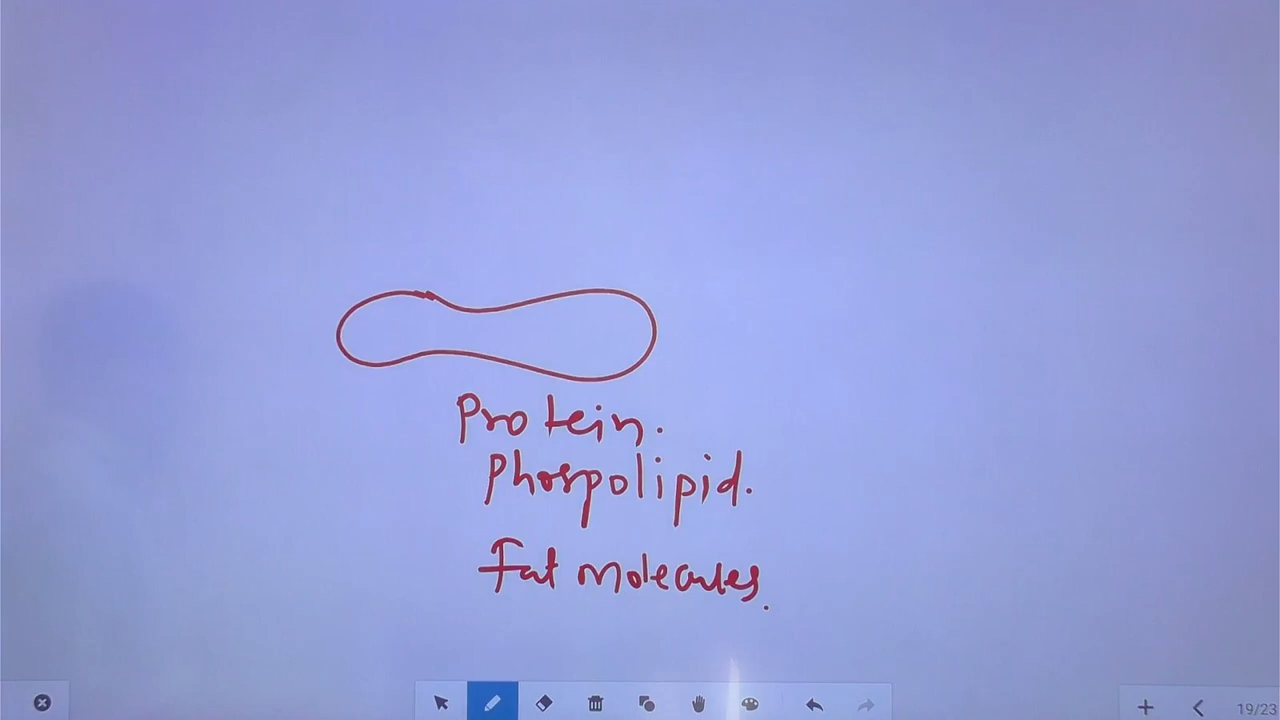 Protein.
Phospolipid.
Fat molecules.
19/23